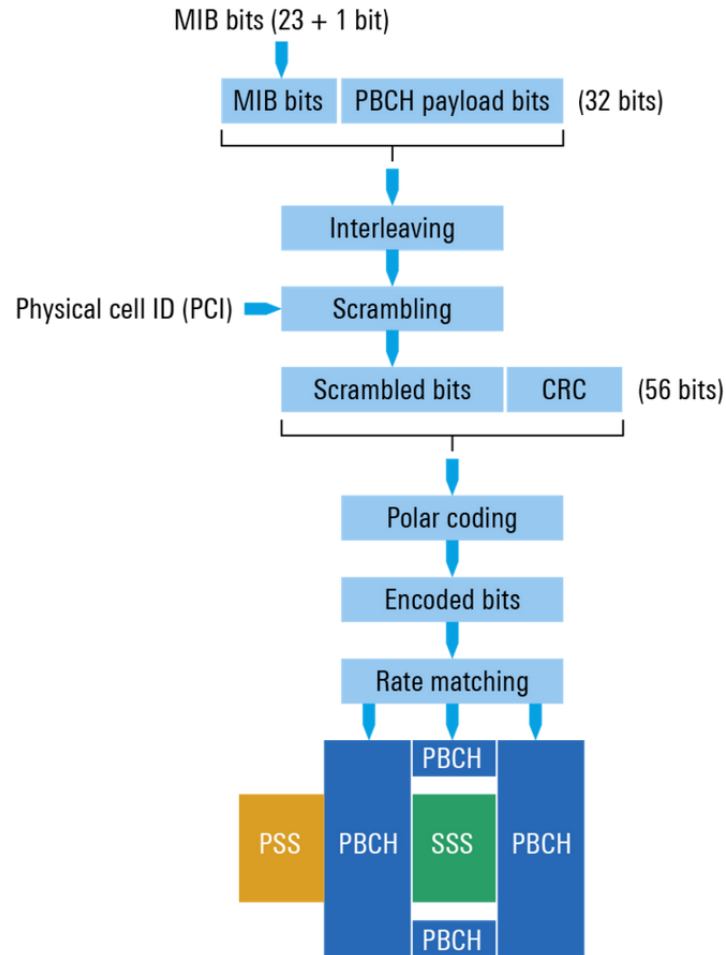 MIB bits (23 + 1 bit)
MIB bits PBCH payload bits (32 bits)
Interleaving
Physical cell ID (PCI) Scrambling
Scrambled bits CRC (56 bits)
Polar coding
Encoded bits
Rate matching
PBCH
PSS PBCH SSS PBCH
PBCH